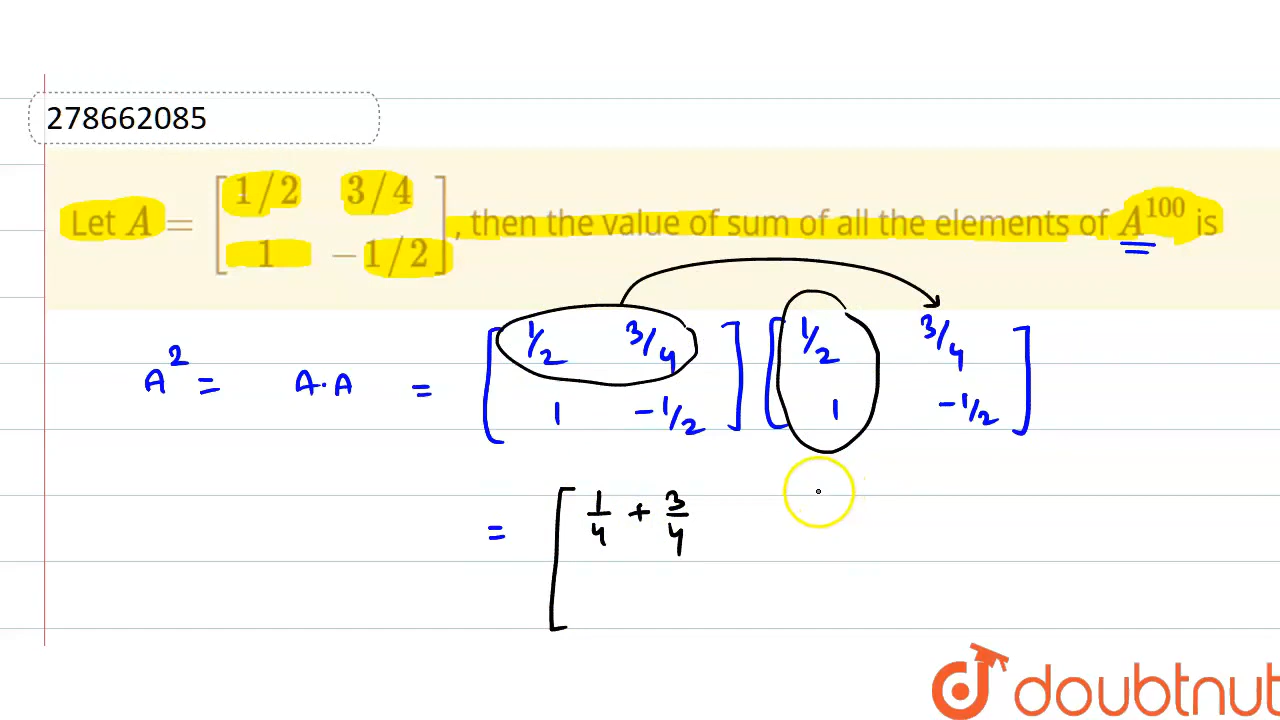 278662085
Let A = [ 1/2 3/4
1 −1/2 ], then the value of sum of all the elements of A^100 is
A^2 = A·A = [ 1/2 3/4 ] [ 1/2 3/4 ]
1 -1/2 1 -1/2
= [ 1/4 + 3/4
doubtnut